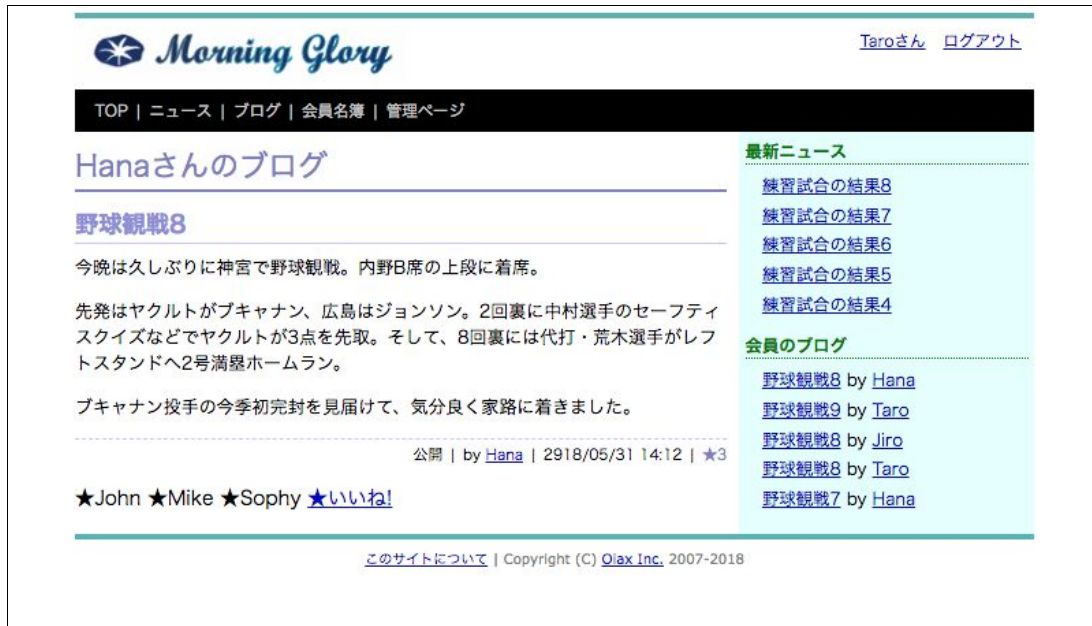 Morning Glory
Taroさん ログアウト
TOP | ニュース | ブログ | 会員名簿 | 管理ページ
Hanaさんのブログ
野球観戦8
今晩は久しぶりに神宮で野球観戦。内野B席の上段に着席。
先発はヤクルトがブキャナン、広島はジョンソン。2回裏に中村選手のセーフティ
スクイズなどでヤクルトが3点を先取。そして、8回裏には代打・荒木選手がレフ
トスタンドへ2号満塁ホームラン。
ブキャナン投手の今季初完封を見届けて、気分良く家路に着きました。
公開 | by Hana | 2918/05/31 14:12 | ★3
★John ★Mike ★Sophy ★いいね!
最新ニュース
練習試合の結果8
練習試合の結果7
練習試合の結果6
練習試合の結果5
練習試合の結果4
会員のブログ
野球観戦8 by Hana
野球観戦9 by Taro
野球観戦8 by Jiro
野球観戦8 by Taro
野球観戦7 by Hana
このサイトについて | Copyright (C) Oiax Inc. 2007-2018